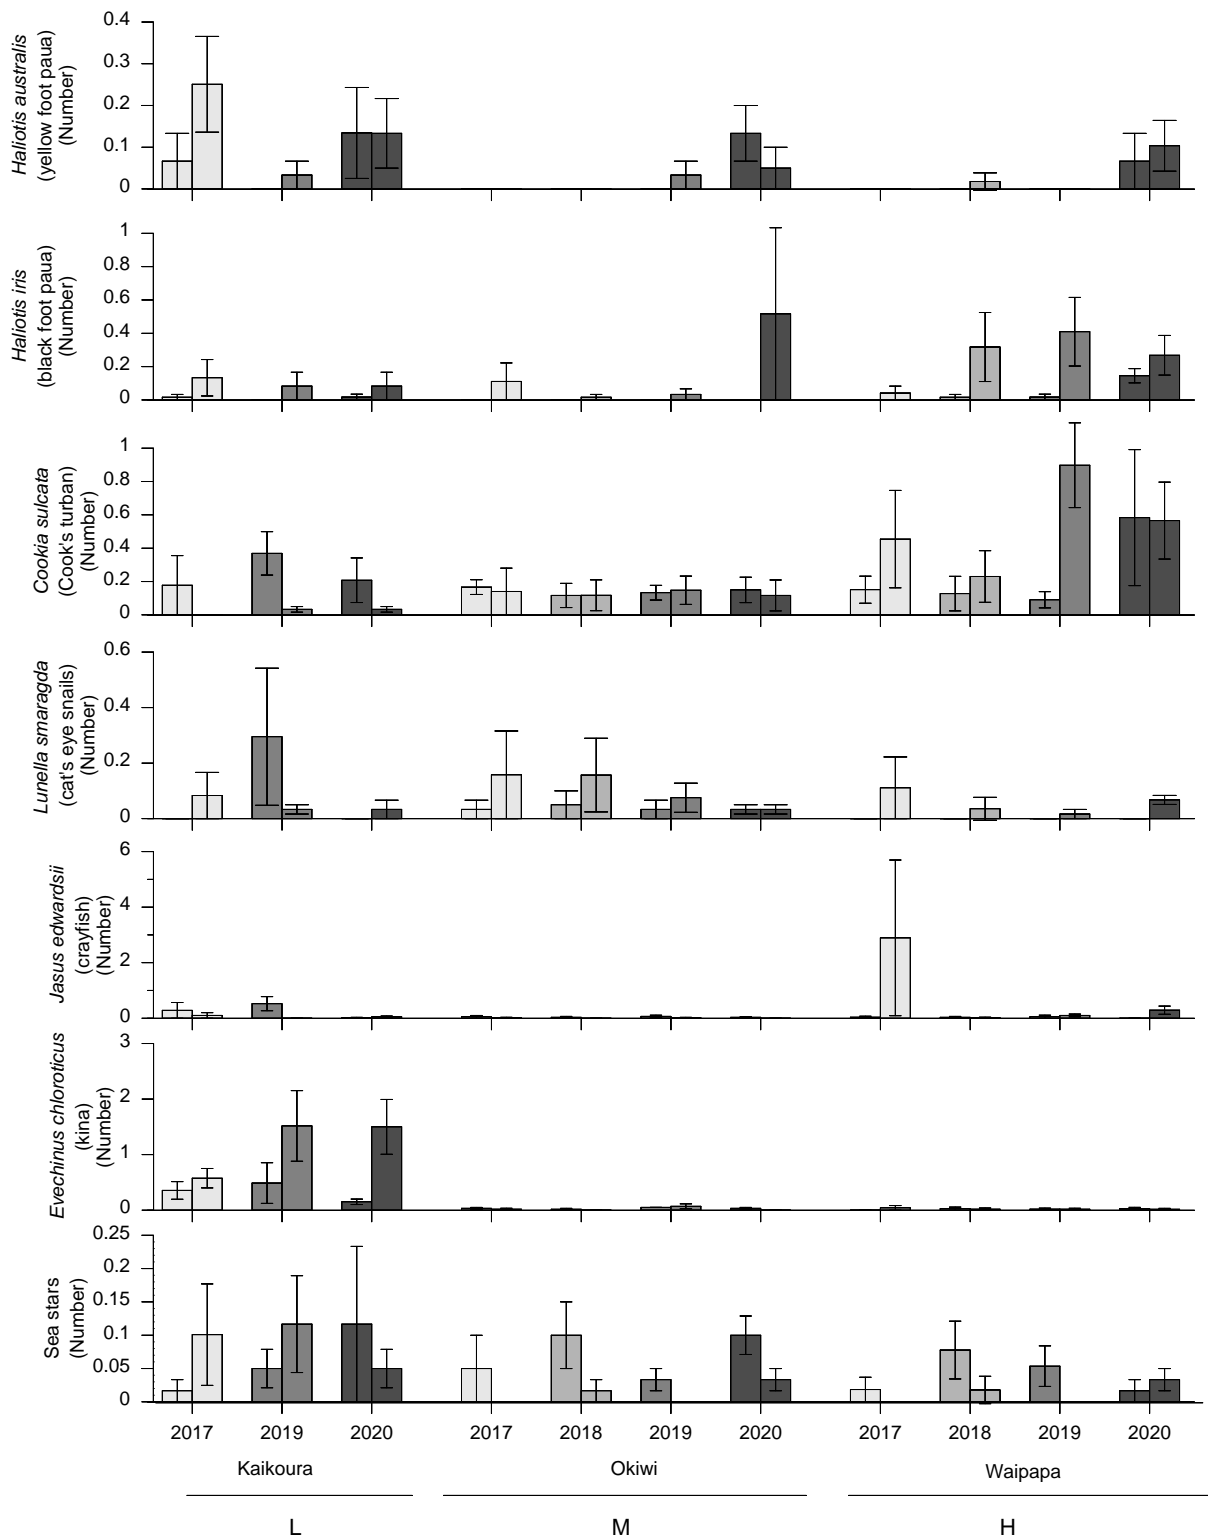 Haliotis australis
(yellow foot paua)
(Number)
0.4
0.3
0.2
0.1
0
Haliotis iris
(black foot paua)
(Number)
1
0.8
0.6
0.4
0.2
0
Cookia sulcata
(Cook's turban)
(Number)
1
0.8
0.6
0.4
0.2
0
Lunella smaragda
(cat's eye snails)
(Number)
0.6
0.4
0.2
0
Jasus edwardsii
(crayfish)
(Number)
6
4
2
0
Evechinus chloroticus
(kina)
(Number)
3
2
1
0
Sea stars
(Number)
0.25
0.2
0.15
0.1
0.05
0
2017 2019 2020 2017 2018 2019 2020 2017 2018 2019 2020
Kaikoura Okiwi Waipapa
L M H